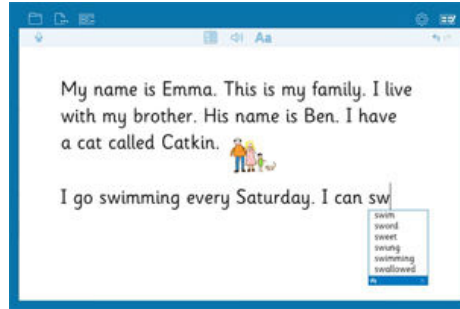 Aa
My name is Emma. This is my family. I live
with my brother. His name is Ben. I have
a cat called Catkin.
I go swimming every Saturday. I can sw
swim
sword
sweet
swung
swimming
swallowed